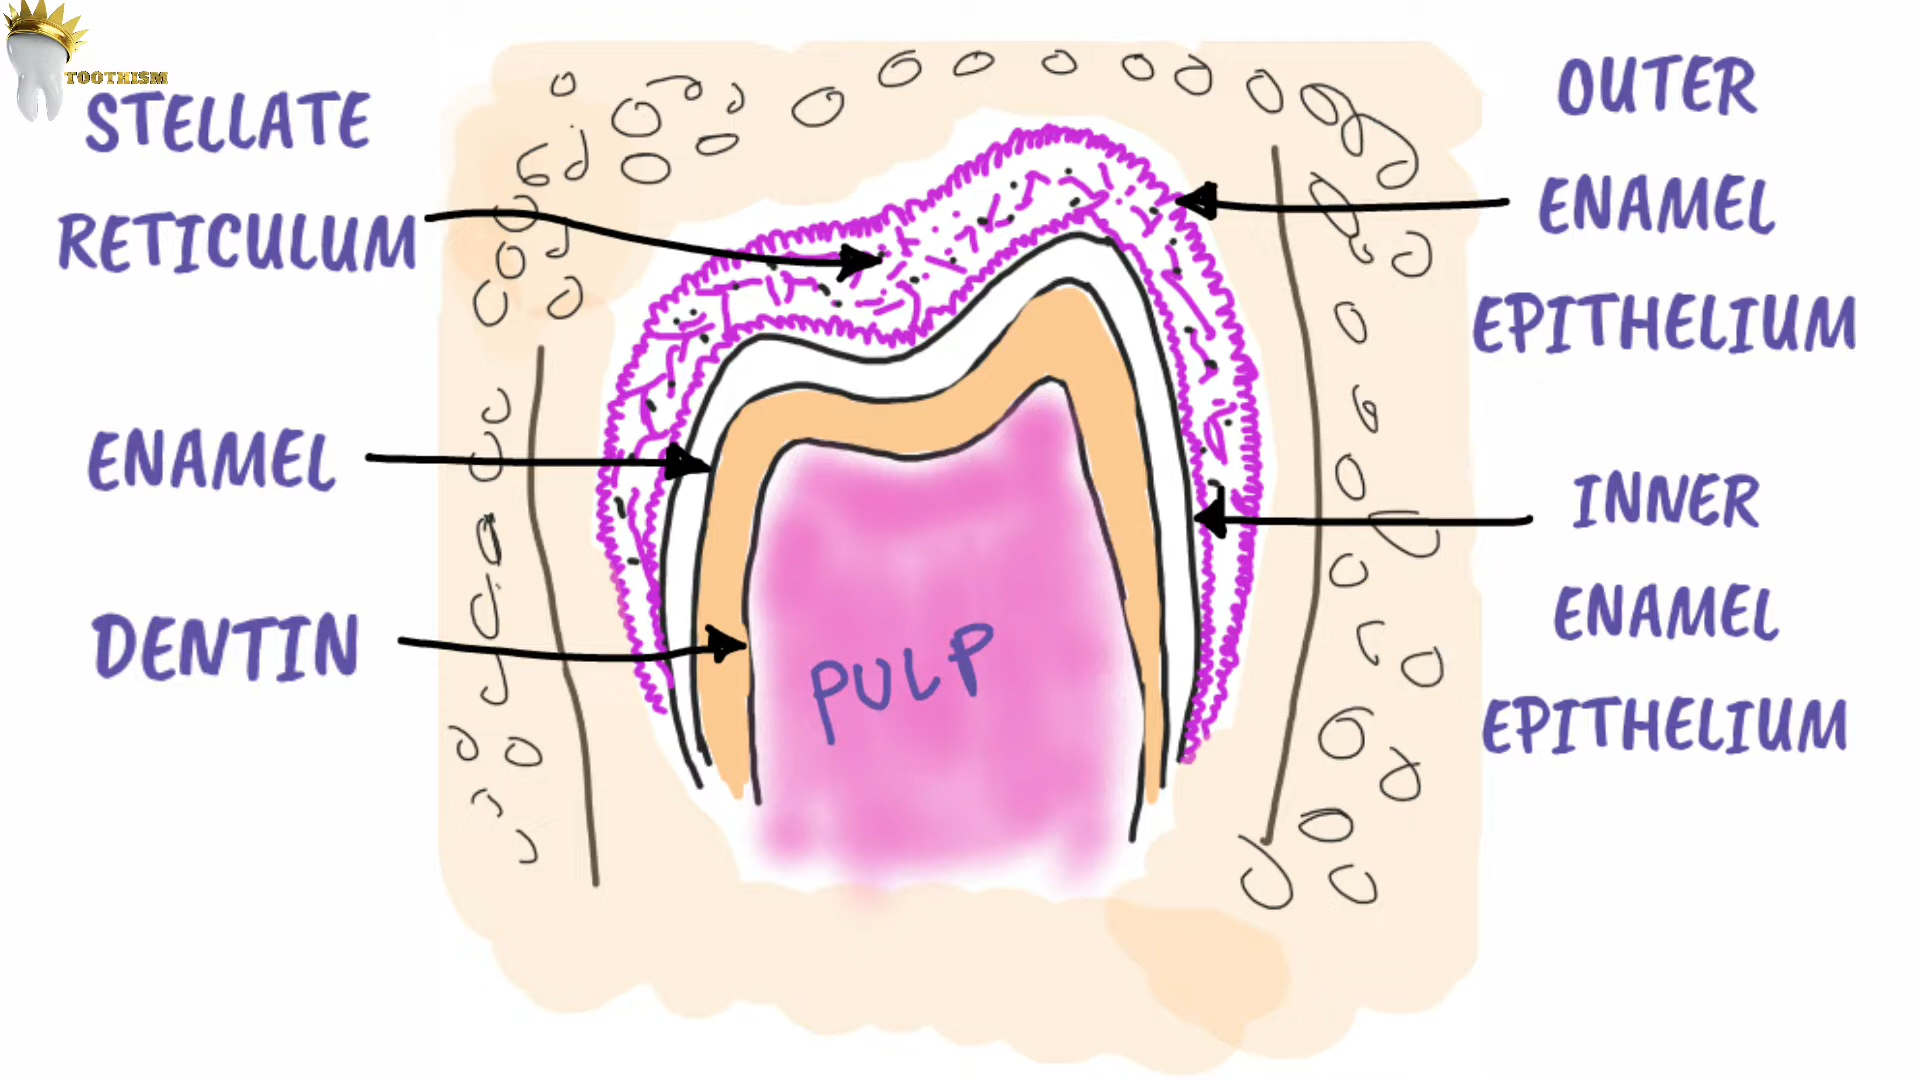 TOOTHISM
STELLATE
RETICULUM
ENAMEL
DENTIN
PULP
OUTER
ENAMEL
EPITHELIUM
INNER
ENAMEL
EPITHELIUM